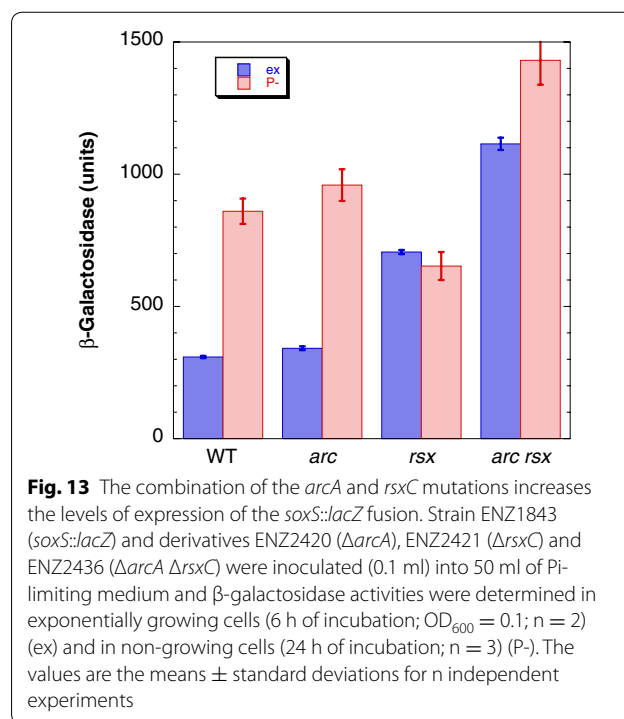 1500
ex
P-
1000
500
0
β-Galactosidase (units)
WT arc rsx arc rsx
Fig. 13 The combination of the arcA and rsxC mutations increases
the levels of expression of the soxS::lacZ fusion. Strain ENZ1843
(soxS::lacZ) and derivatives ENZ2420 (ΔarcA), ENZ2421 (ΔrsxC) and
ENZ2436 (ΔarcA ΔrsxC) were inoculated (0.1 ml) into 50 ml of Pi-
limiting medium and β-galactosidase activities were determined in
exponentially growing cells (6 h of incubation; OD₆₀₀ = 0.1; n = 2)
(ex) and in non-growing cells (24 h of incubation; n = 3) (P-). The
values are the means ± standard deviations for n independent
experiments